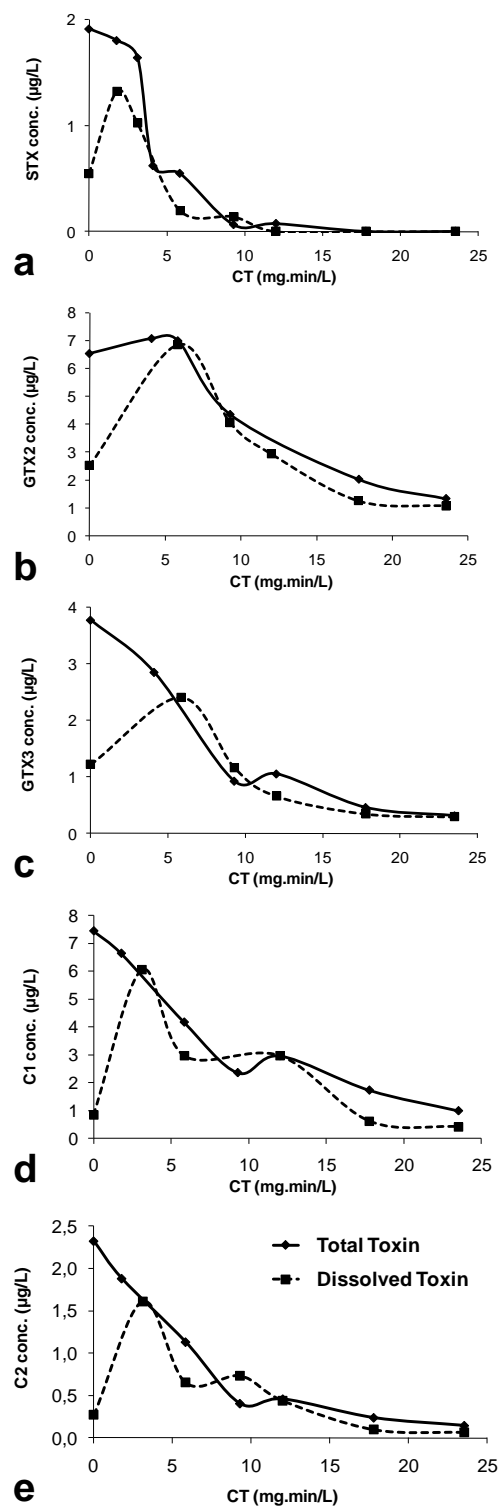 2
1
0
STX conc. (µg/L)
0 5 10 15 20 25
CT (mg.min/L)
a
8
7
6
5
4
3
2
1
0
GTX2 conc. (µg/L)
0 5 10 15 20 25
CT (mg.min/L)
b
4
3
2
1
0
GTX3 conc. (µg/L)
0 5 10 15 20 25
CT (mg.min/L)
c
8
7
6
5
4
3
2
1
0
C1 conc. (µg/L)
0 5 10 15 20 25
CT (mg.min/L)
d
2,5
2,0
1,5
1,0
0,5
0,0
C2 conc. (µg/L)
Total Toxin
Dissolved Toxin
0 5 10 15 20 25
CT (mg.min/L)
e